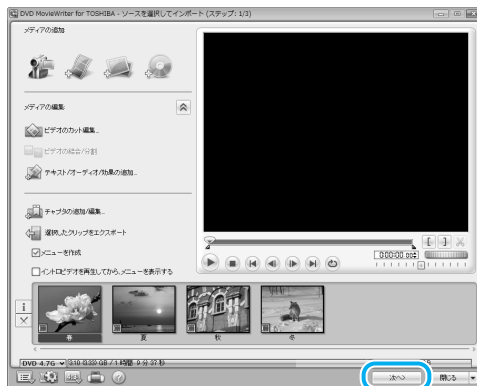 DVD MovieWriter for TOSHIBA - ソースを選択してインポート (ステップ: 1/3)
メディアの追加
メディアの編集:
ビデオのカット編集...
ビデオの結合/分割
テキスト/オーディオ/効果の追加...
チャプタの追加/編集...
選択したクリップをエクスポート
メニューを作成
イントロビデオを再生してから、メニューを表示する
0:00:00.00
春
夏
秋
冬
DVD 4.7G
次へ
閉じる